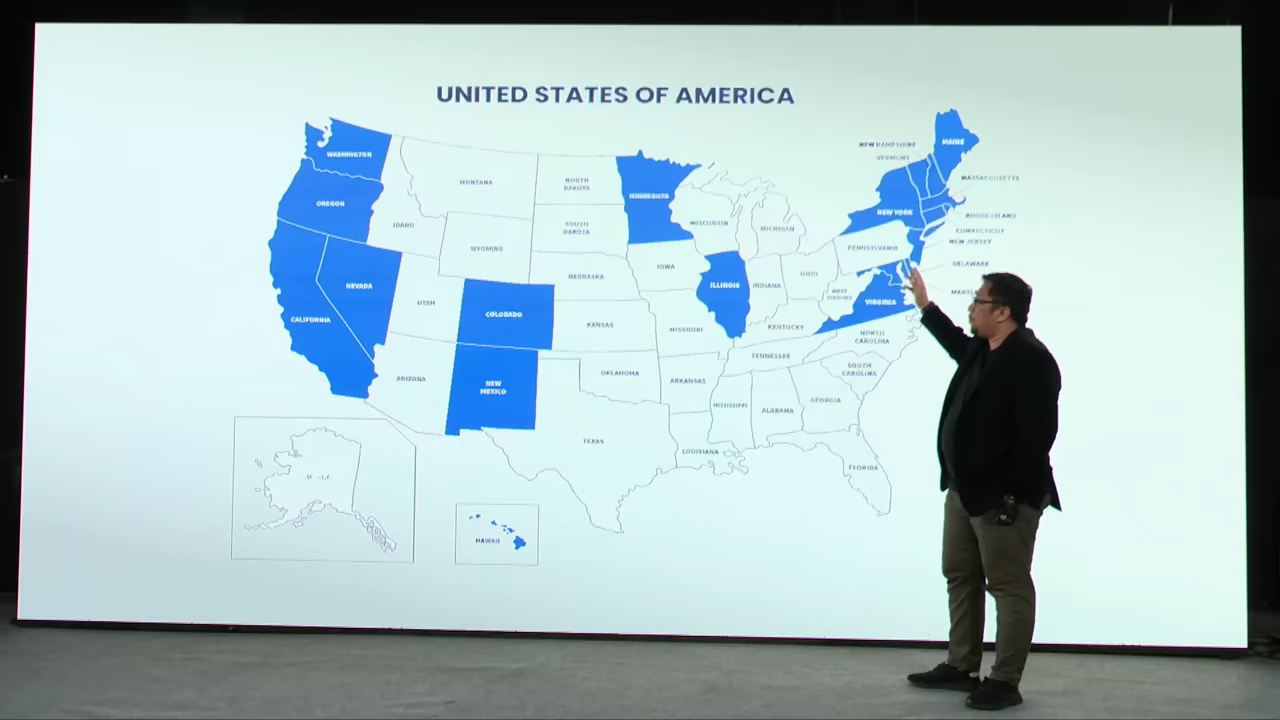 UNITED STATES OF AMERICA
NEW HAMPSHIRE
VERMONT
MAINE
WASHINGTON
MONTANA
NORTH
DAKOTA
MINNESOTA
MASSACHUSETTS
OREGON
IDAHO
SOUTH
DAKOTA
WISCONSIN
MICHIGAN
NEW YORK
RHODE ISLAND
CONNECTICUT
NEW JERSEY
WYOMING
PENNSYLVANIA
DELAWARE
IOWA
NEBRASKA
OHIO
NEVADA
UTAH
ILLINOIS
INDIANA
WEST
VIRGINIA
VIRGINIA
CALIFORNIA
COLORADO
KANSAS
MISSOURI
KENTUCKY
NORTH
CAROLINA
TENNESSEE
ARIZONA
NEW
MEXICO
OKLAHOMA
ARKANSAS
SOUTH
CAROLINA
MISSISSIPPI
ALABAMA
GEORGIA
TEXAS
LOUISIANA
FLORIDA
HAWAII